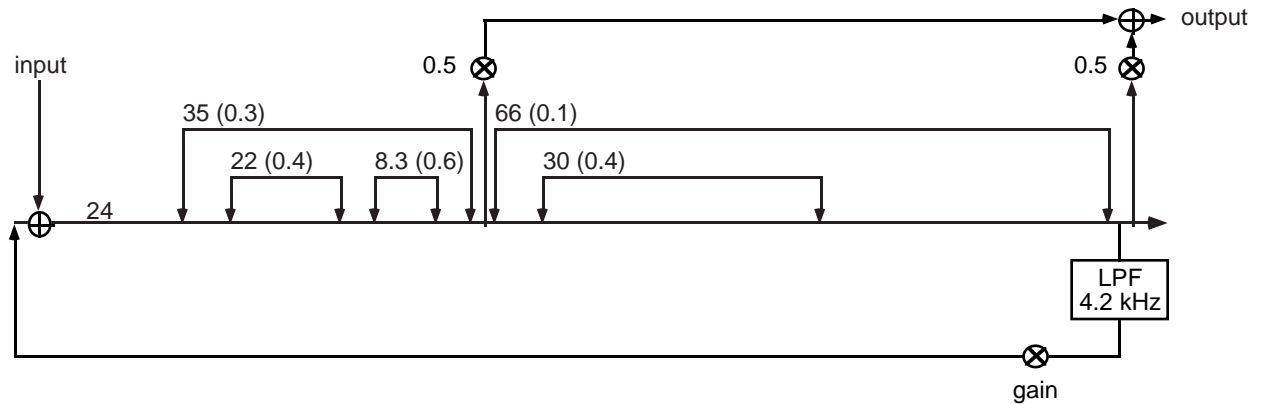 output
input
0.5
0.5
35 (0.3)
66 (0.1)
22 (0.4)
8.3 (0.6)
30 (0.4)
24
LPF
4.2 kHz
gain